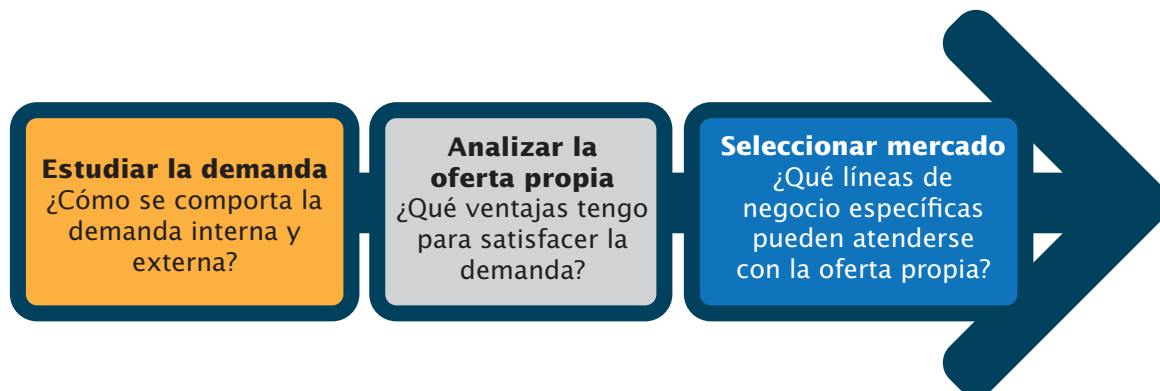 Estudiar la demanda
¿Cómo se comporta la
demanda interna y
externa?
Analizar la
oferta propia
¿Qué ventajas tengo
para satisfacer la
demanda?
Seleccionar mercado
¿Qué líneas de
negocio específicas
pueden atenderse
con la oferta propia?